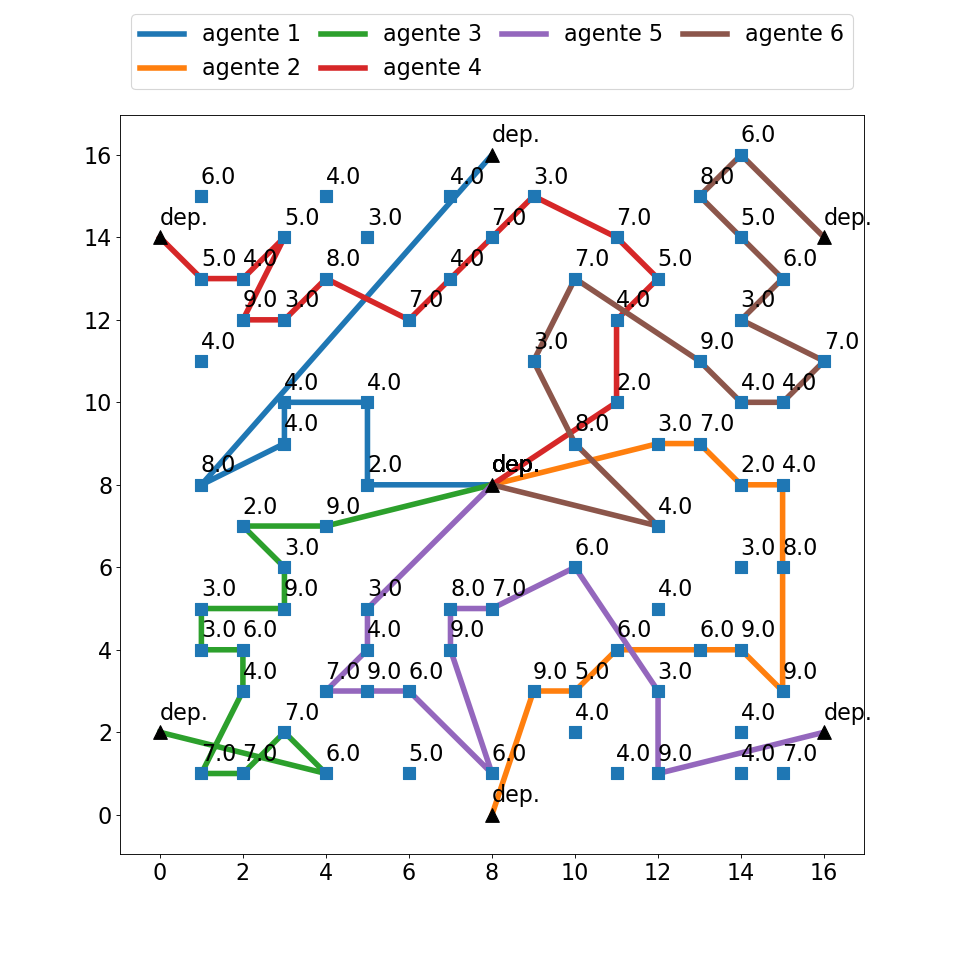 agente 1 agente 3 agente 5 agente 6
agente 2 agente 4
dep. 6.0
6.0 4.0 4.0 3.0 8.0
16
dep. 5.0 3.0 7.0 7.0 5.0 dep.
14
5.0 4.0 8.0 4.0 7.0 5.0 6.0
9.0 3.0 7.0 4.0 3.0
12
4.0 3.0 9.0 7.0
4.0 4.0 2.0 4.0 4.0
10
4.0 8.0 3.0 7.0
8.0 2.0 dep. 2.0 4.0
8
2.0 9.0 4.0
3.0 6.0 3.0 8.0
6
3.0 9.0 3.0 8.0 7.0 4.0
3.0 6.0 4.0 9.0 6.0 6.0 9.0
4
4.0 7.0 9.0 6.0 9.0 5.0 3.0 9.0
dep. 7.0 4.0 4.0 dep.
2
7.0 7.0 6.0 5.0 6.0 4.0 9.0 4.0 7.0
dep.
0
0 2 4 6 8 10 12 14 16